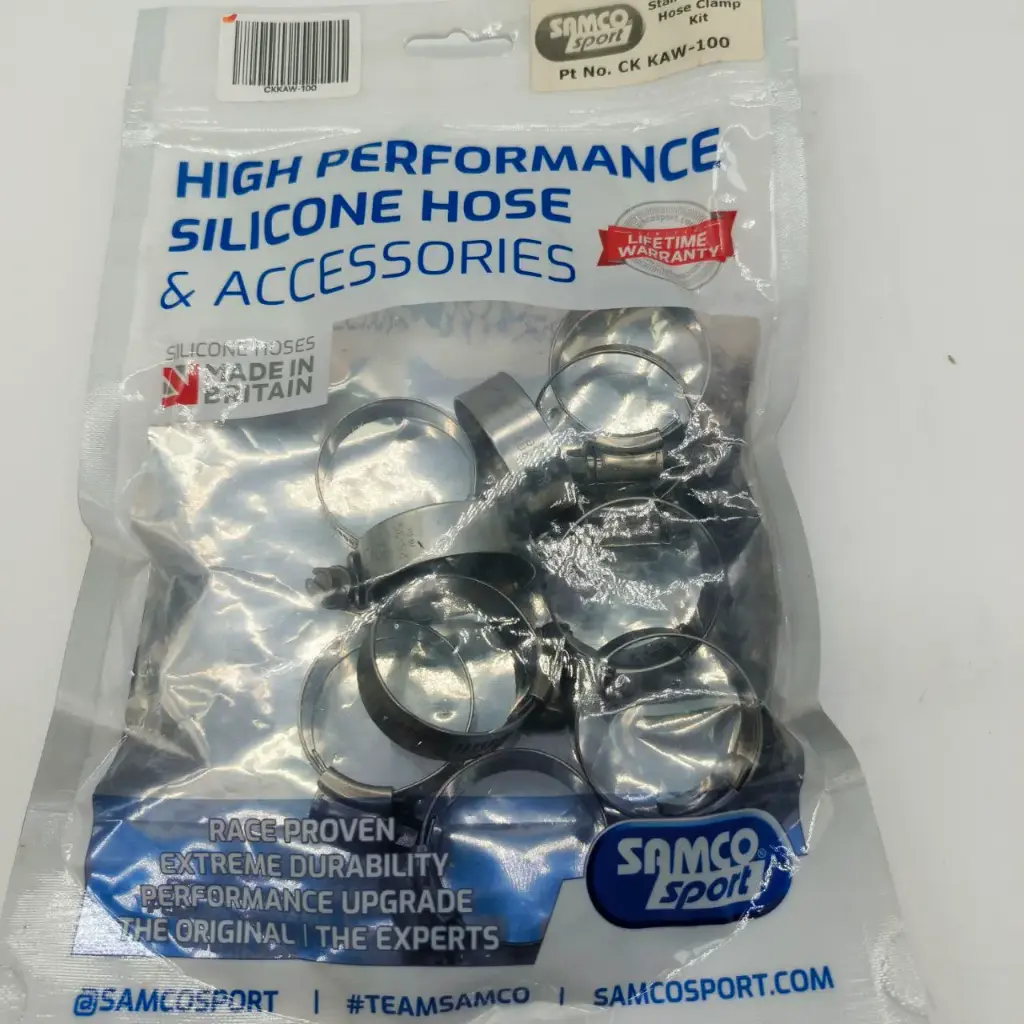 CKKAW-100
SAMCO
sport
Hose Clamp
Kit
Pt No. CK KAW-100
HIGH PERFORMANCE
SILICONE HOSE
& ACCESSORIES
LIFETIME
WARRANTY
SILICONE HOSES
MADE IN
BRITAIN
RACE PROVEN
EXTREME DURABILITY
PERFORMANCE UPGRADE
THE ORIGINAL | THE EXPERTS
SAMCO®
sport
@SAMCOSPORT | #TEAMSAMCO | SAMCOSPORT.COM